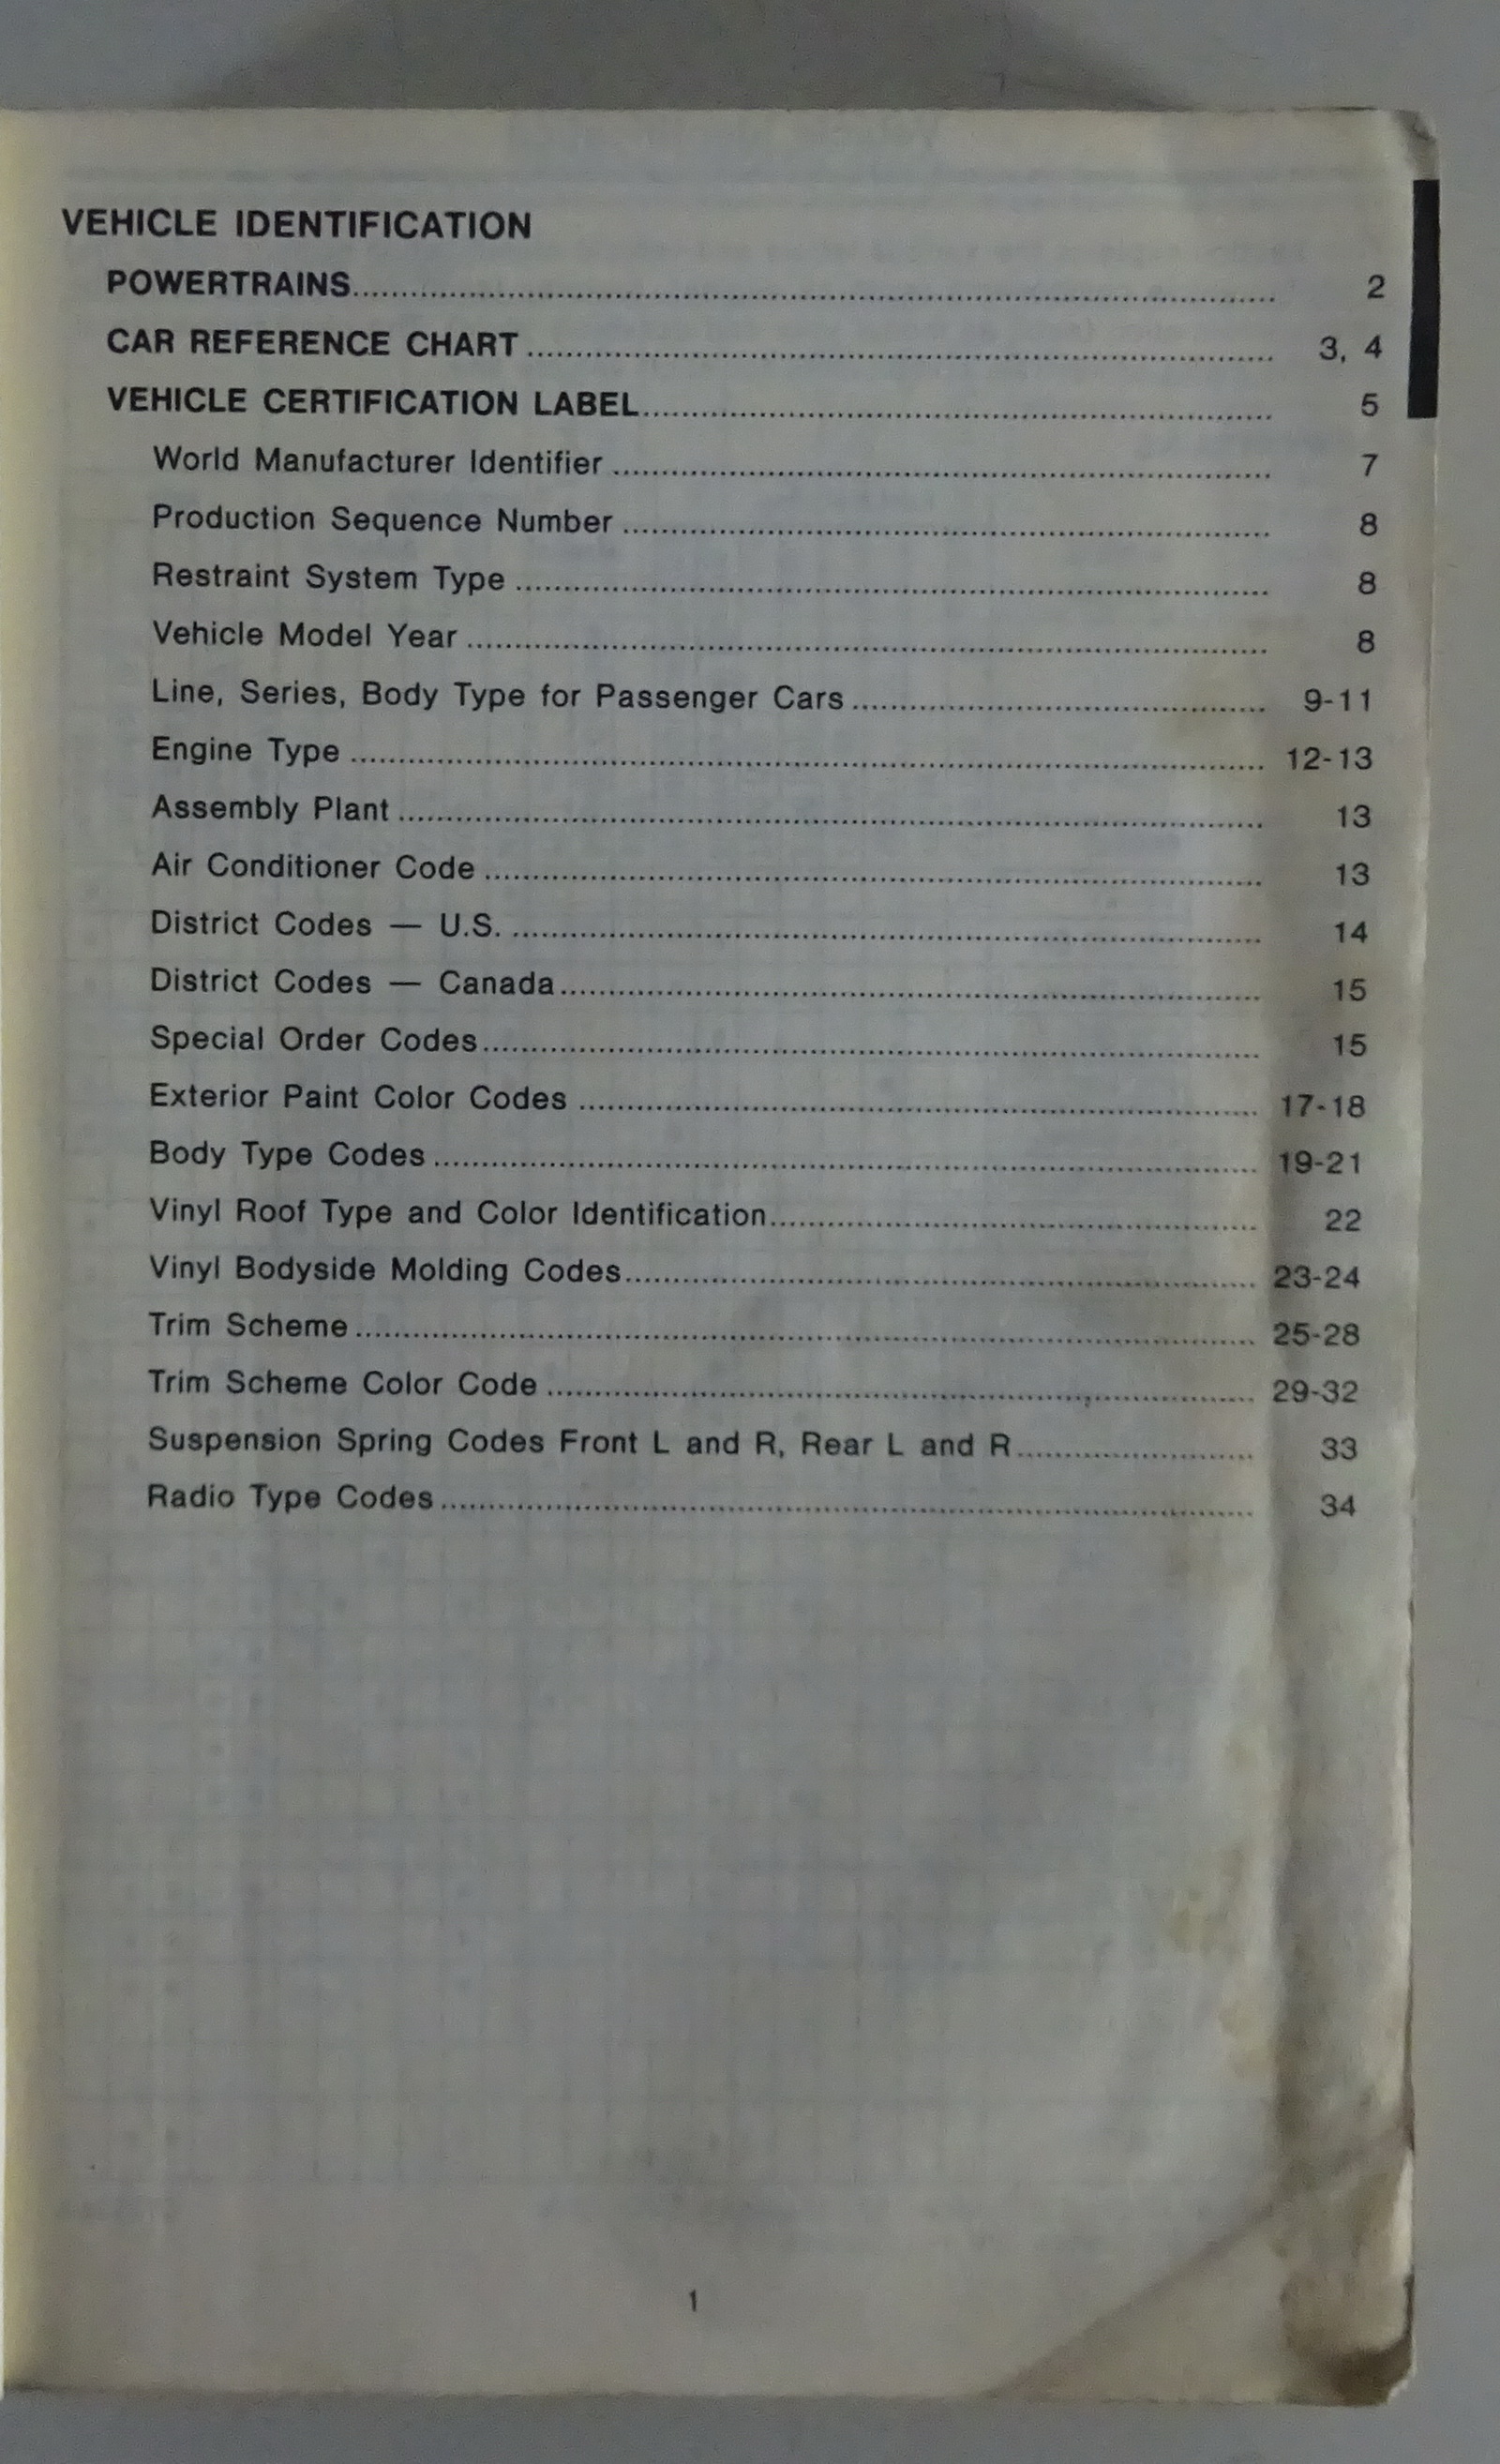 VEHICLE IDENTIFICATION
POWERTRAINS 2
CAR REFERENCE CHART 3, 4
VEHICLE CERTIFICATION LABEL 5
World Manufacturer Identifier 7
Production Sequence Number 8
Restraint System Type 8
Vehicle Model Year 8
Line, Series, Body Type for Passenger Cars 9-11
Engine Type 12-13
Assembly Plant 13
Air Conditioner Code 13
District Codes — U.S. 14
District Codes — Canada 15
Special Order Codes 15
Exterior Paint Color Codes 17-18
Body Type Codes 19-21
Vinyl Roof Type and Color Identification 22
Vinyl Bodyside Molding Codes 23-24
Trim Scheme 25-28
Trim Scheme Color Code 29-32
Suspension Spring Codes Front L and R, Rear L and R 33
Radio Type Codes 34
1